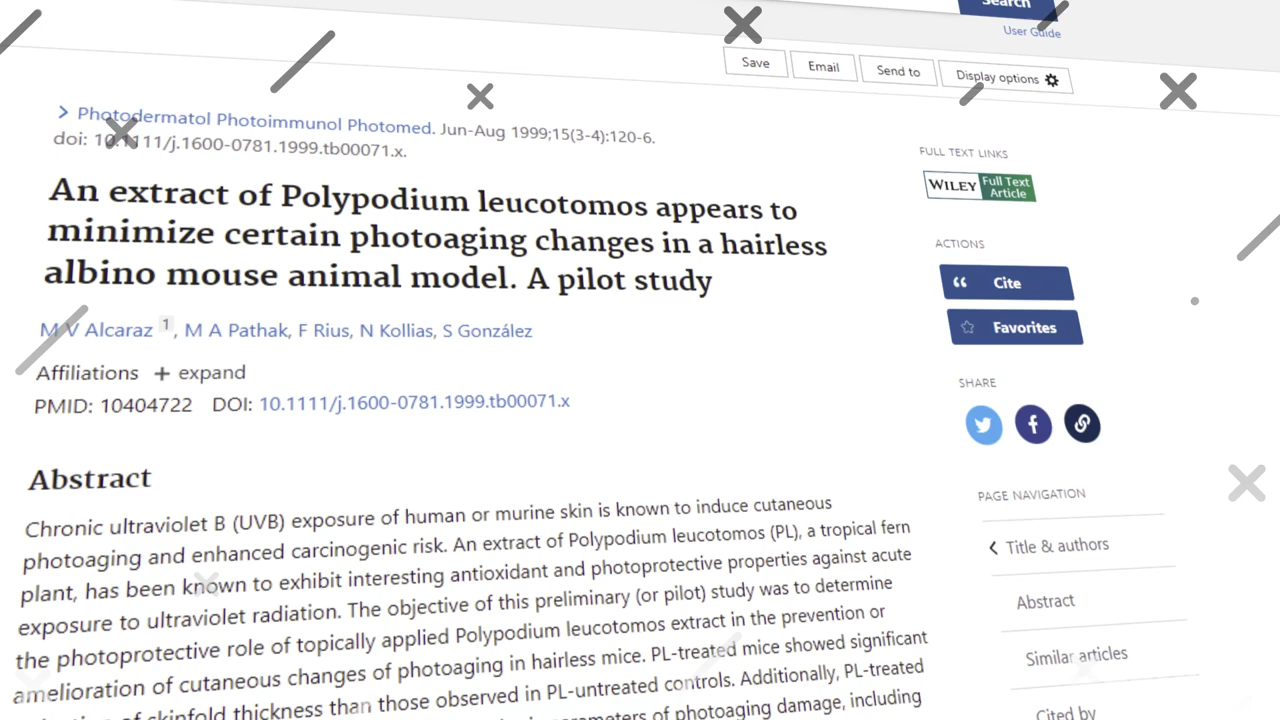 Search
User Guide
Save
Email
Send to
Display options
Photodermatol Photoimmunol Photomed. Jun-Aug 1999;15(3-4):120-6.
doi: 10.1111/j.1600-0781.1999.tb00071.x.
An extract of Polypodium leucotomos appears to
minimize certain photoaging changes in a hairless
albino mouse animal model. A pilot study
M V Alcaraz 1, M A Pathak, F Rius, N Kollias, S González
Affiliations + expand
PMID: 10404722 DOI: 10.1111/j.1600-0781.1999.tb00071.x
Abstract
Chronic ultraviolet B (UVB) exposure of human or murine skin is known to induce cutaneous
photoaging and enhanced carcinogenic risk. An extract of Polypodium leucotomos (PL), a tropical fern
plant, has been known to exhibit interesting antioxidant and photoprotective properties against acute
exposure to ultraviolet radiation. The objective of this preliminary (or pilot) study was to determine
the photoprotective role of topically applied Polypodium leucotomos extract in the prevention or
amelioration of cutaneous changes of photoaging in hairless mice. PL-treated mice showed significant
of skinfold thickness than those observed in PL-untreated controls. Additionally, PL-treated
parameters of photoaging damage, including
FULL TEXT LINKS
WILEY Full Text
Article
ACTIONS
Cite
Favorites
SHARE
PAGE NAVIGATION
Title & authors
Abstract
Similar articles
Cited by